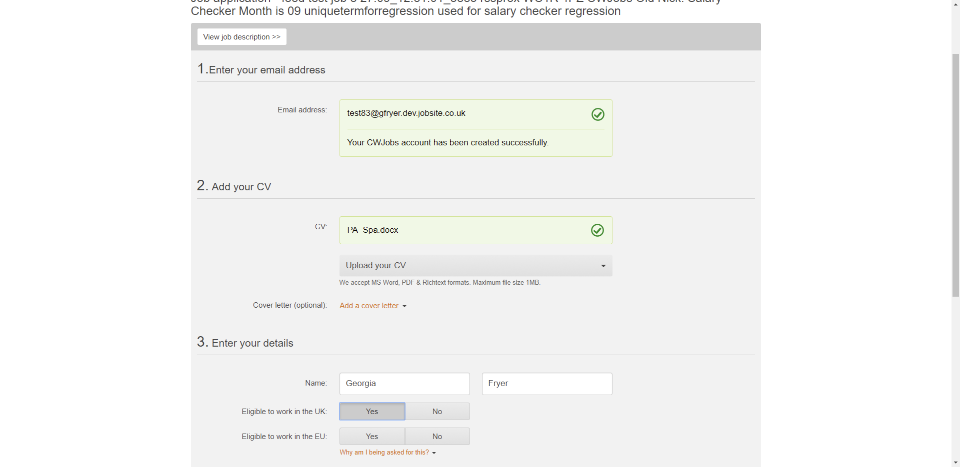 Checker Month is 09 uniquetermforregression used for salary checker regression
View job description >>
1.Enter your email address
Email address:
test83@gfryer.dev.jobsite.co.uk
Your CWJobs account has been created successfully
2. Add your CV
CV:
PA Spa.docx
Upload your CV
We accept MS Word, PDF & Richtext formats. Maximum file size 1MB.
Cover letter (optional):
Add a cover letter
3. Enter your details
Name:
Georgia
Fryer
Eligible to work in the UK:
Yes
No
Eligible to work in the EU:
Yes
No
Why am I being asked for this?